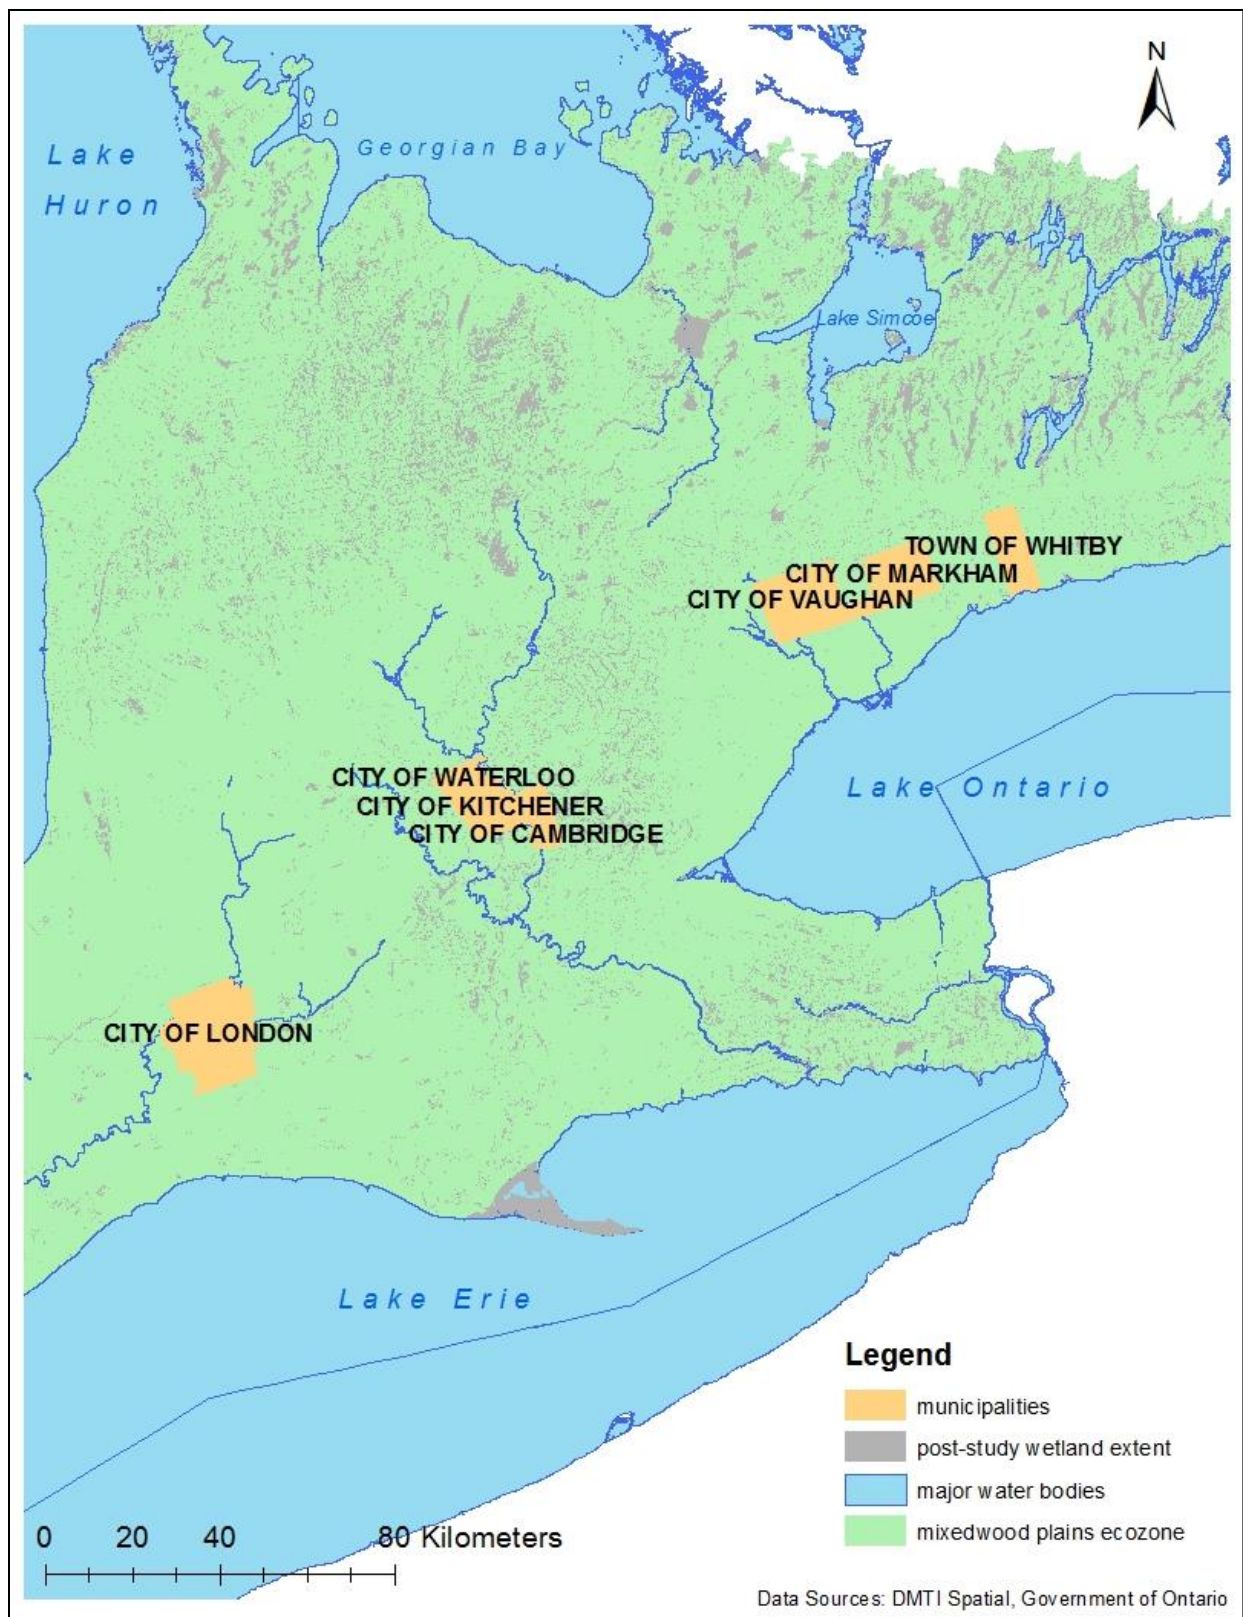 N
Lake
Huron
Georgian Bay
Lake Simcoe
TOWN OF WHITBY
CITY OF MARKHAM
CITY OF VAUGHAN
CITY OF WATERLOO
CITY OF KITCHENER
CITY OF CAMBRIDGE
Lake Ontario
CITY OF LONDON
Lake Erie
Legend
municipalities
post-study wetland extent
major water bodies
mixedwood plains ecozone
0 20 40 80 Kilometers
Data Sources: DMTI Spatial, Government of Ontario